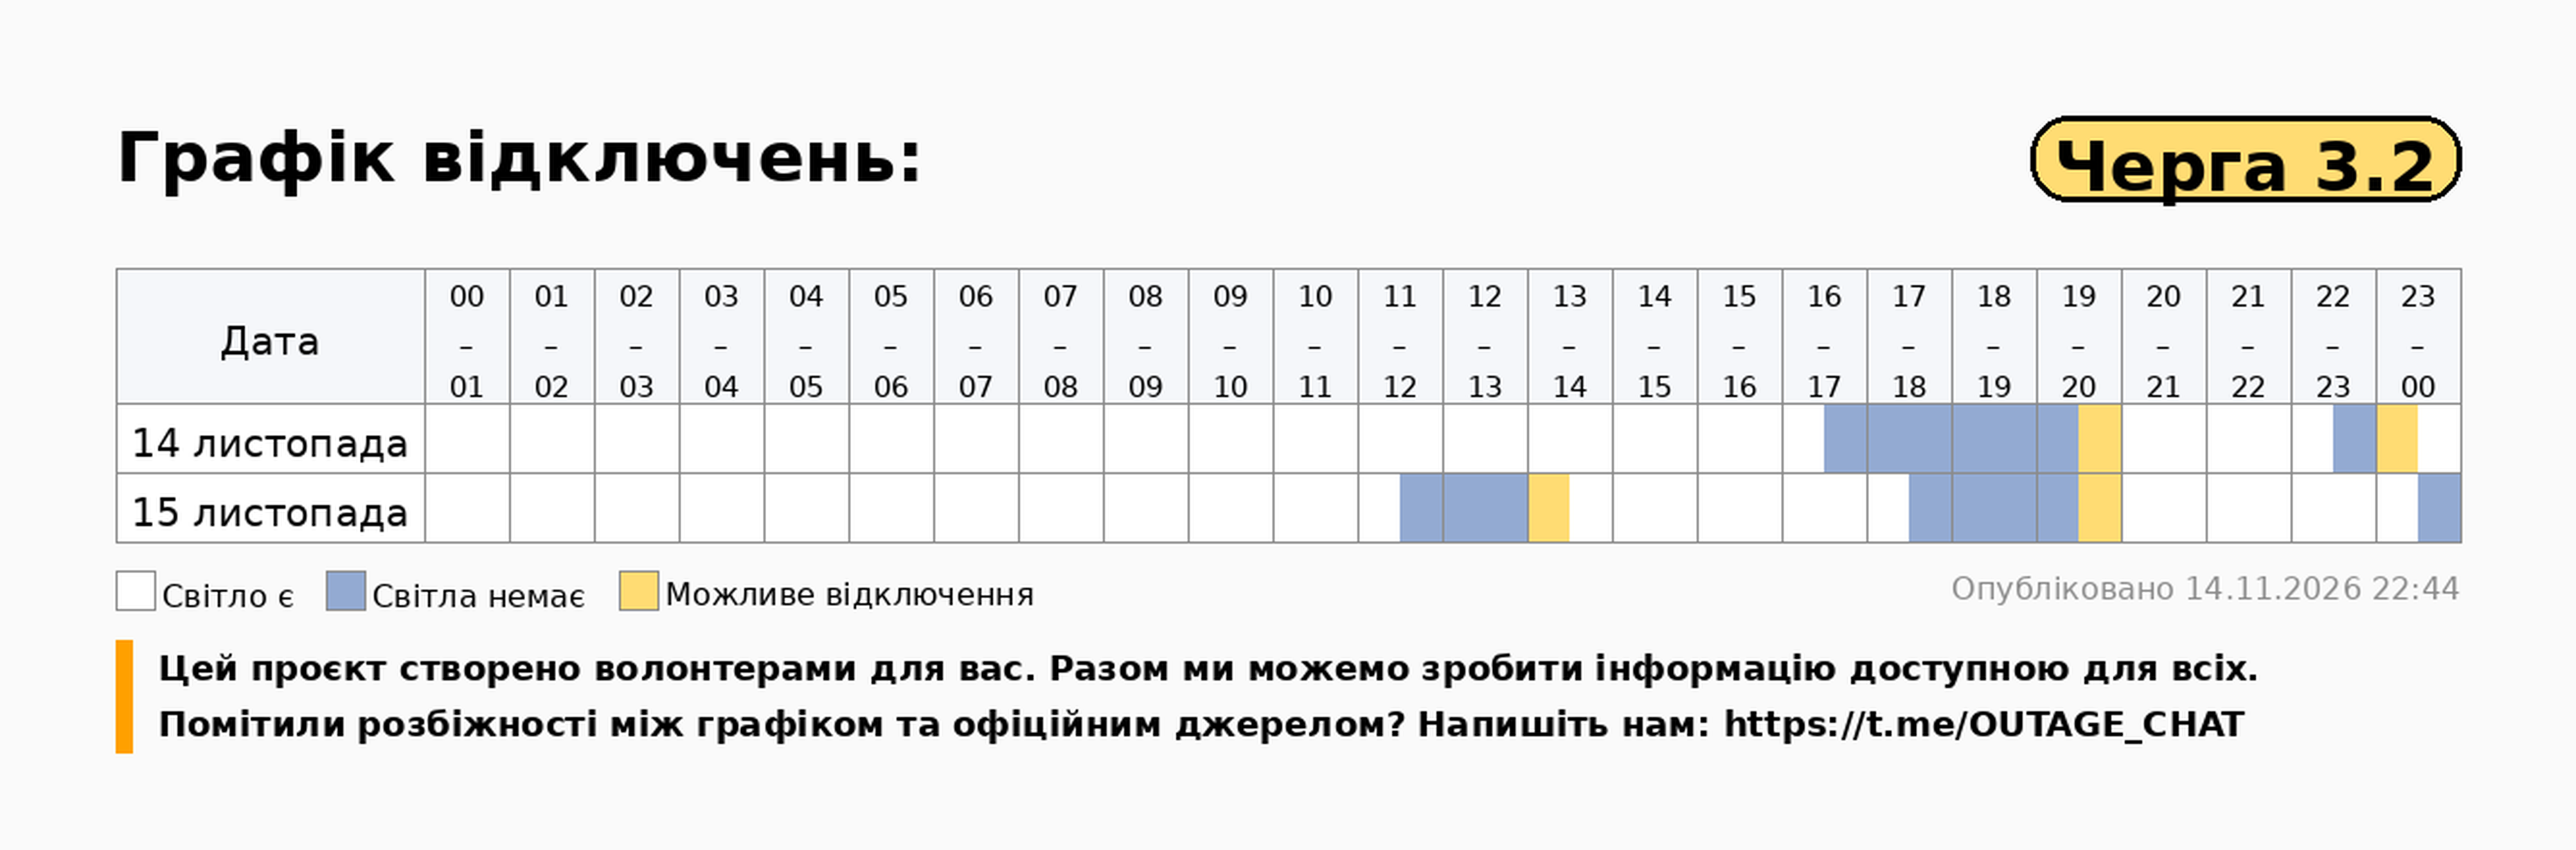 Графік відключень:
Черга 3.2
Дата
00 – 01
01 – 02
02 – 03
03 – 04
04 – 05
05 – 06
06 – 07
07 – 08
08 – 09
09 – 10
10 – 11
11 – 12
12 – 13
13 – 14
14 – 15
15 – 16
16 – 17
17 – 18
18 – 19
19 – 20
20 – 21
21 – 22
22 – 23
23 – 00
14 листопада
15 листопада
Світло є
Світла немає
Можливе відключення
Опубліковано 14.11.2026 22:44
Цей проєкт створено волонтерами для вас. Разом ми можемо зробити інформацію доступною для всіх.
Помітили розбіжності між графіком та офіційним джерелом? Напишіть нам: https://t.me/OUTAGE_CHAT